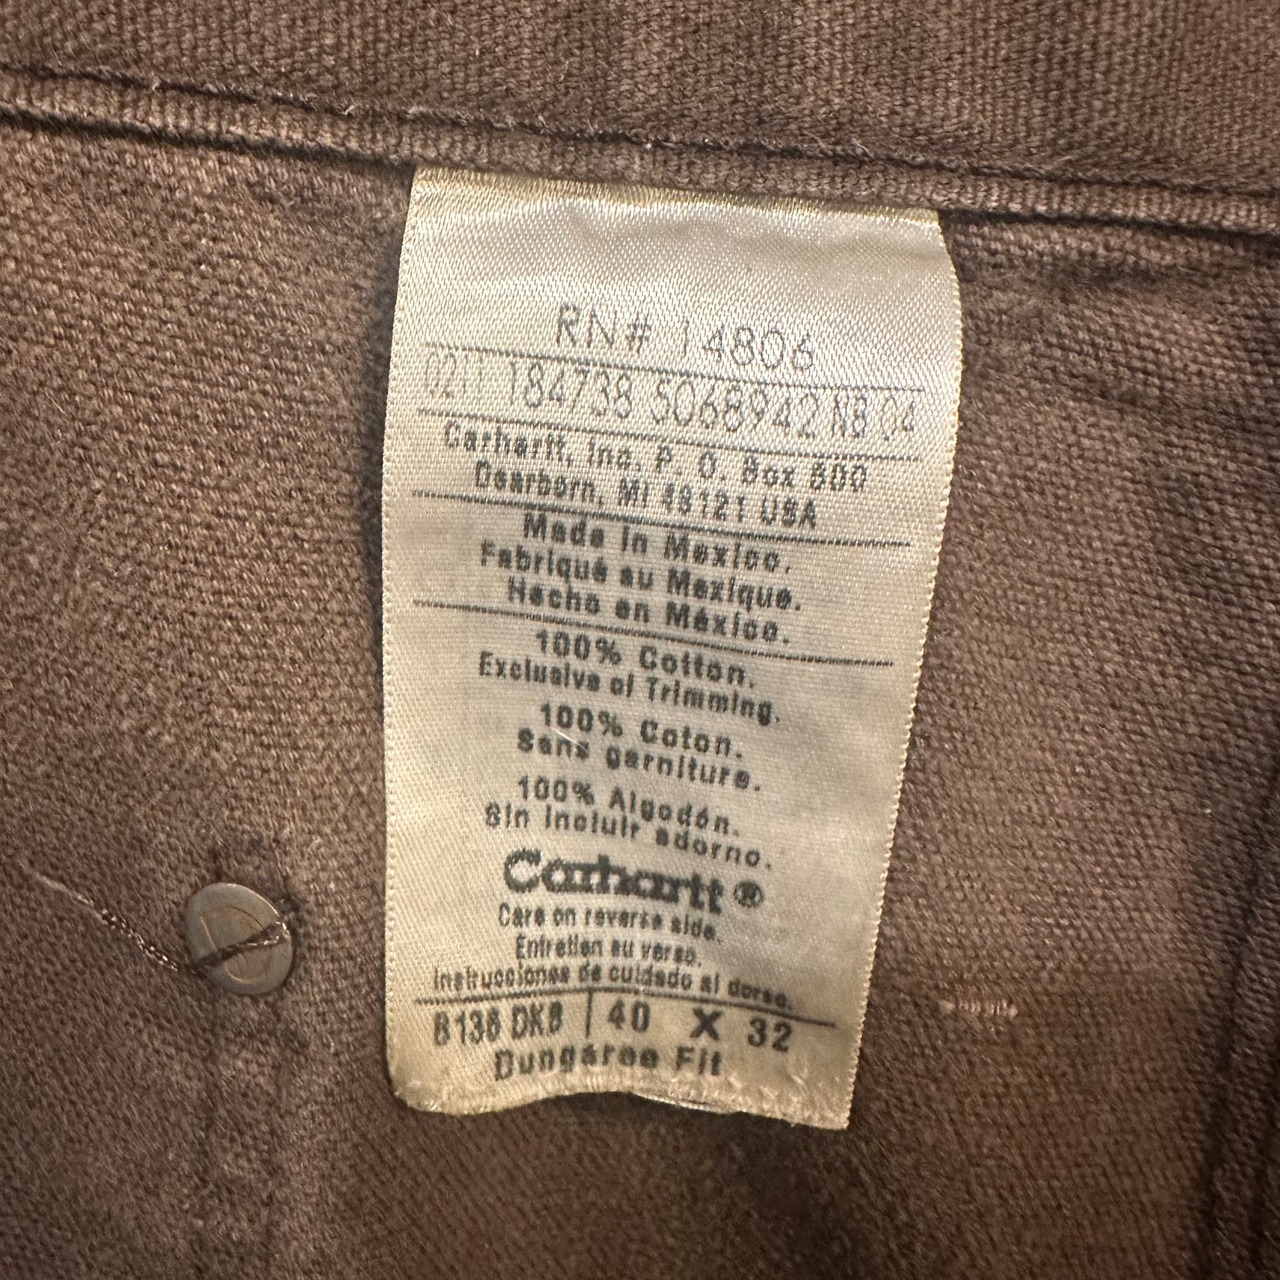 RN# 14806
0211 184738 5068942 NB 04
Carhartt, Inc. P. O. Box 600
Dearborn, MI 48121 USA
Made in Mexico.
Fabriqué au Mexique.
Hecho en México.
100% Cotton.
Exclusive of Trimming.
100% Coton.
Sans garniture.
100% Algodón.
Sin incluir adorno.
Carhartt®
Care on reverse side.
Entretien au verso.
Instrucciones de cuidado al dorso.
B136 DKB 40 X 32
Dungaree Fit